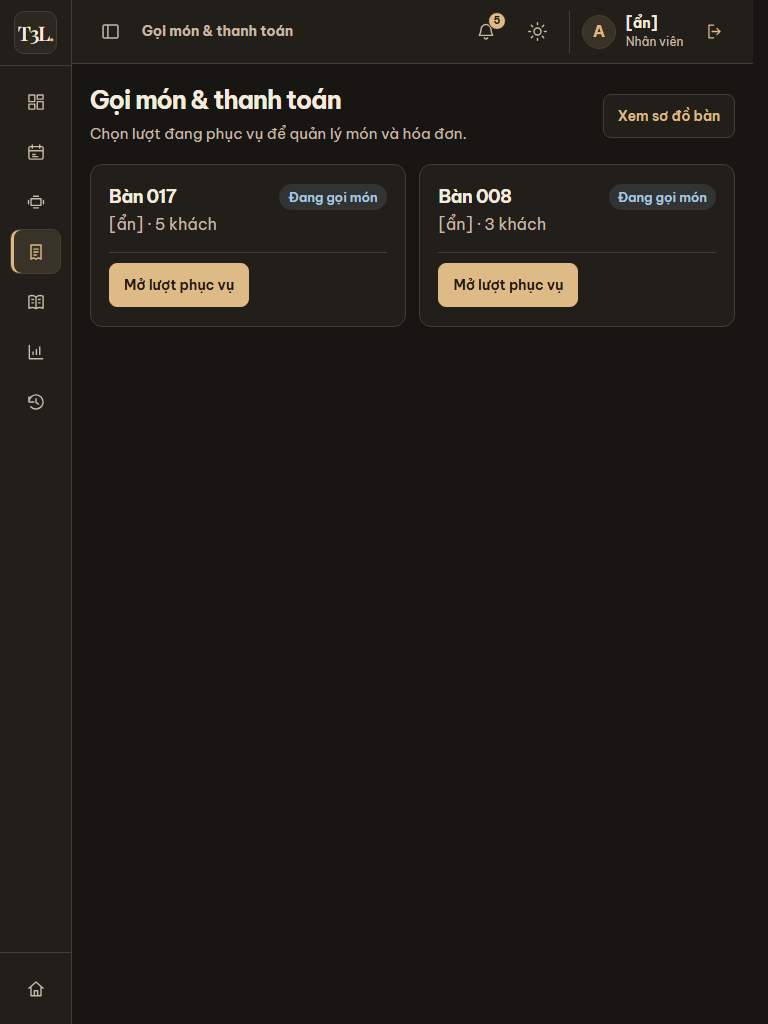 T3L.
Gọi món & thanh toán
5
A
[ẩn]
Nhân viên
Gọi món & thanh toán
Chọn lượt đang phục vụ để quản lý món và hóa đơn.
Xem sơ đồ bàn
Bàn 017
Đang gọi món
[ẩn] · 5 khách
Mở lượt phục vụ
Bàn 008
Đang gọi món
[ẩn] · 3 khách
Mở lượt phục vụ